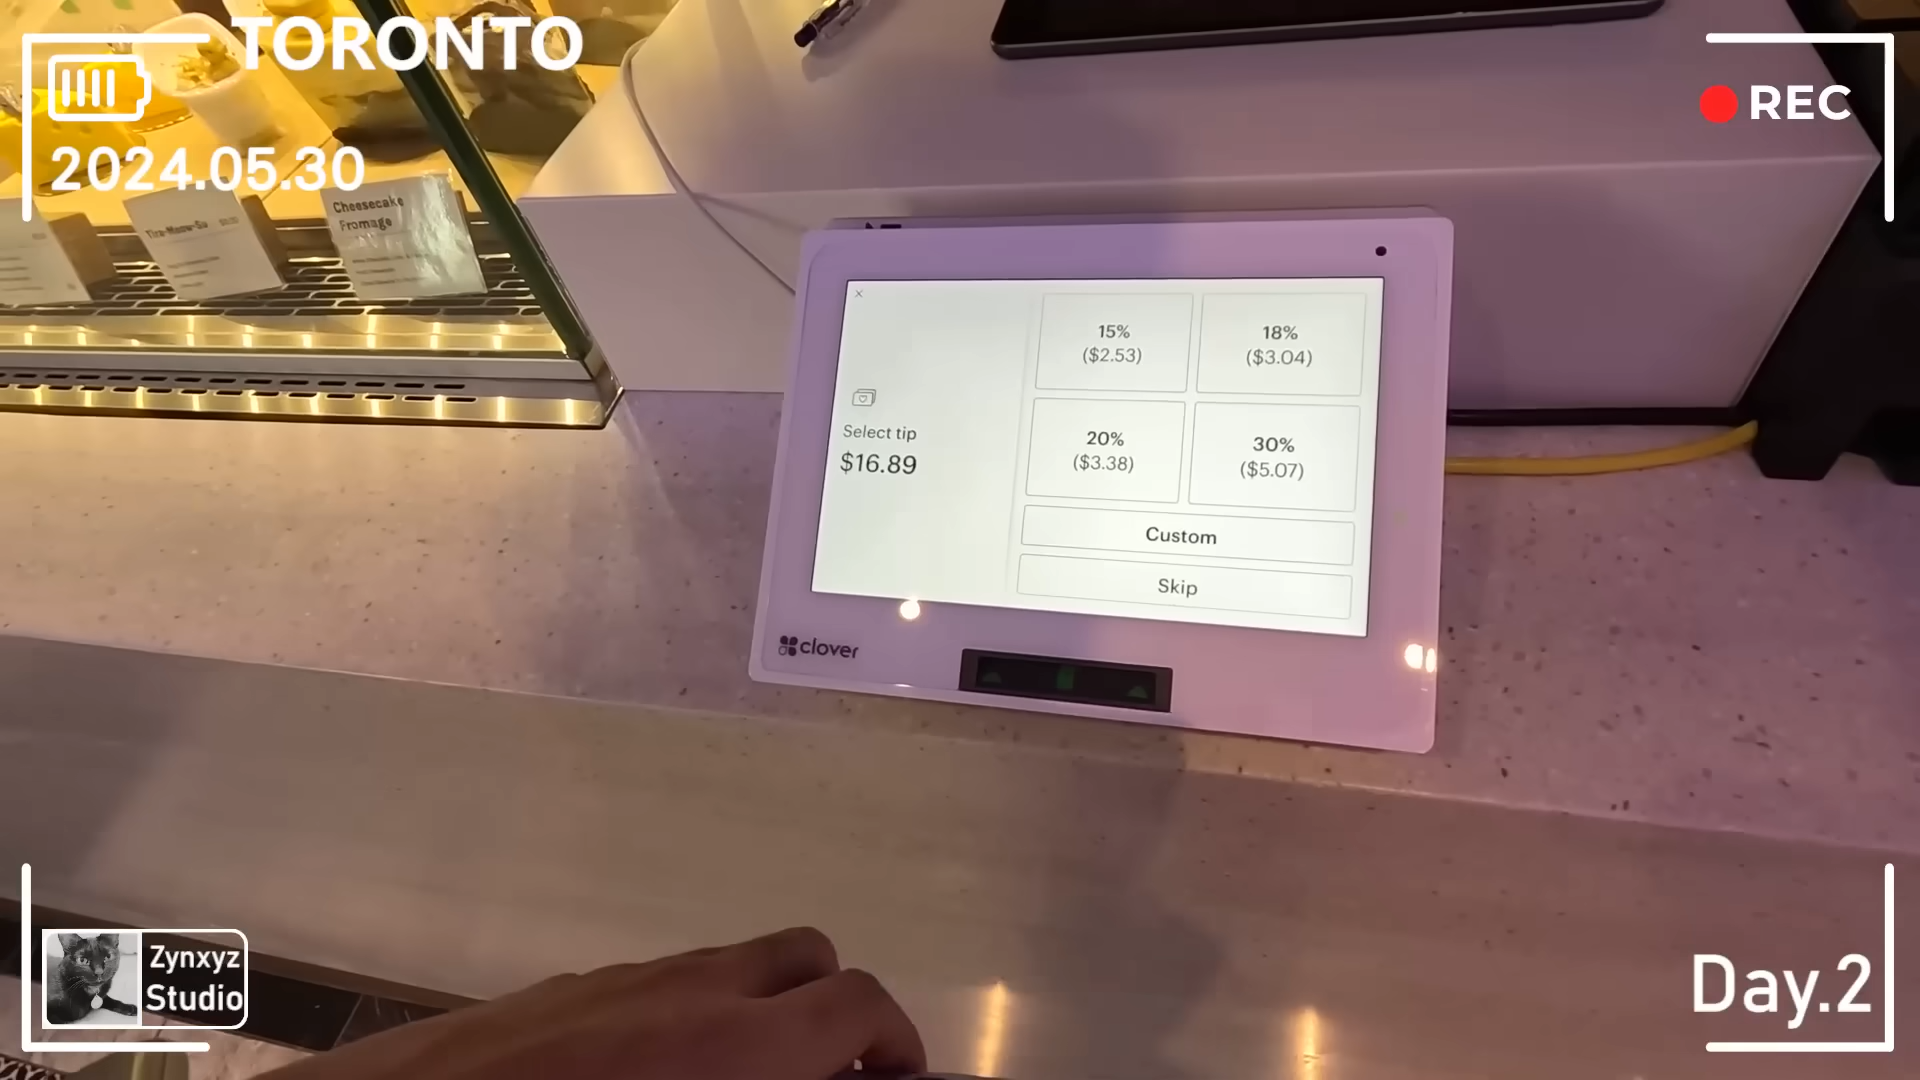 TORONTO
2024.05.30
REC
Tira-Meow-Su
Cheesecake
Fromage
15%
($2.53)
18%
($3.04)
Select tip
$16.89
20%
($3.38)
30%
($5.07)
Custom
Skip
clover
Zynxyz
Studio
Day.2